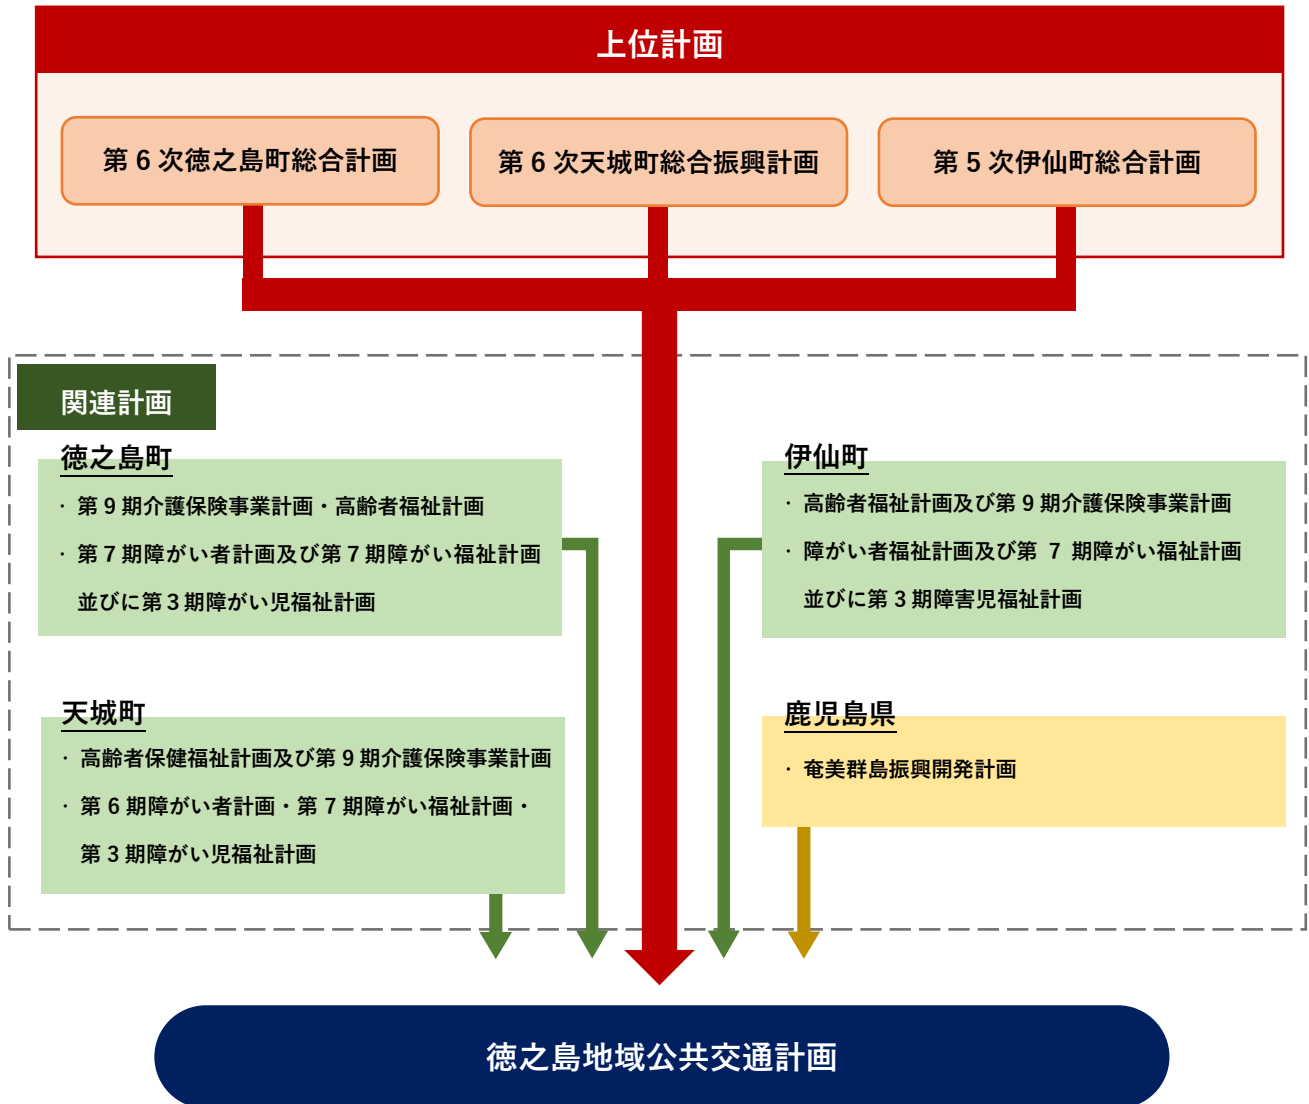 上位計画
第６次徳之島町総合計画
第６次天城町総合振興計画
第５次伊仙町総合計画
関連計画
徳之島町
・ 第９期介護保険事業計画・高齢者福祉計画
・ 第７期障がい者計画及び第７期障がい福祉計画
並びに第３期障がい児福祉計画
伊仙町
・ 高齢者福祉計画及び第９期介護保険事業計画
・ 障がい者福祉計画及び第 ７ 期障がい福祉計画
並びに第３期障害児福祉計画
天城町
・ 高齢者保健福祉計画及び第９期介護保険事業計画
・ 第６期障がい者計画・第７期障がい福祉計画・
第３期障がい児福祉計画
鹿児島県
・ 奄美群島振興開発計画
徳之島地域公共交通計画